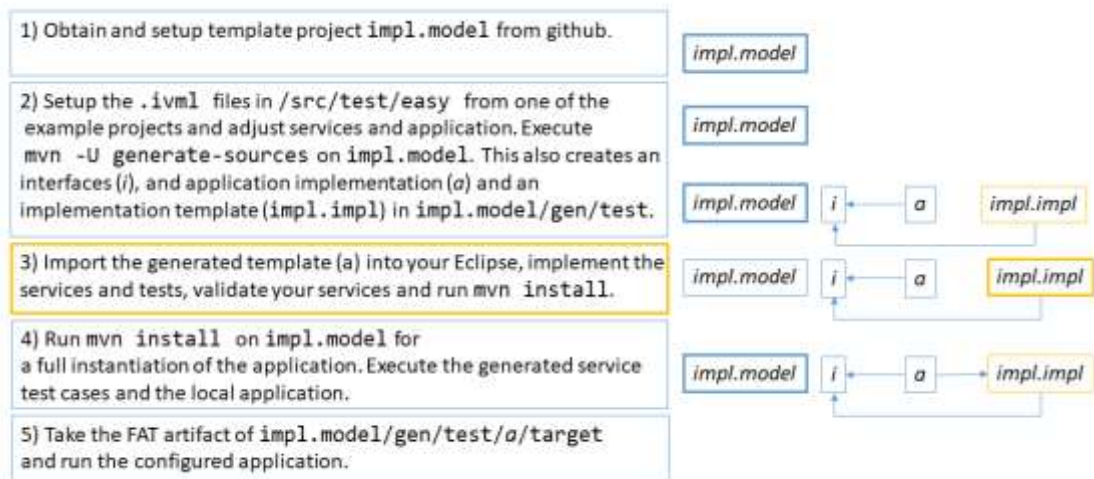 1) Obtain and setup template project impl.model from github.
impl.model
2) Setup the .ivml files in /src/test/easy from one of the
example projects and adjust services and application. Execute
mvn -U generate-sources on impl.model. This also creates an
interfaces (i), and application implementation (a) and an
implementation template (impl.impl) in impl.model/gen/test.
impl.model
impl.model i a impl.impl
3) Import the generated template (a) into your Eclipse, implement the
services and tests, validate your services and run mvn install.
impl.model i a impl.impl
4) Run mvn install on impl.model for
a full instantiation of the application. Execute the generated service
test cases and the local application.
impl.model i a impl.impl
5) Take the FAT artifact of impl.model/gen/test/a/target
and run the configured application.